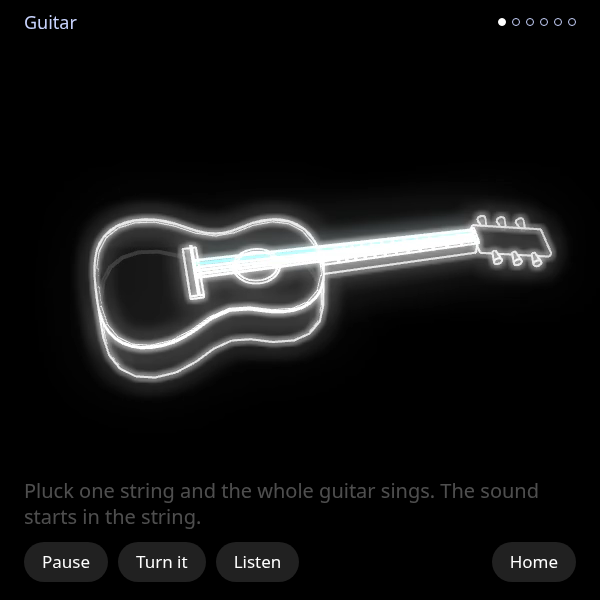 Guitar
Pluck one string and the whole guitar sings. The sound
starts in the string.
Pause
Turn it
Listen
Home